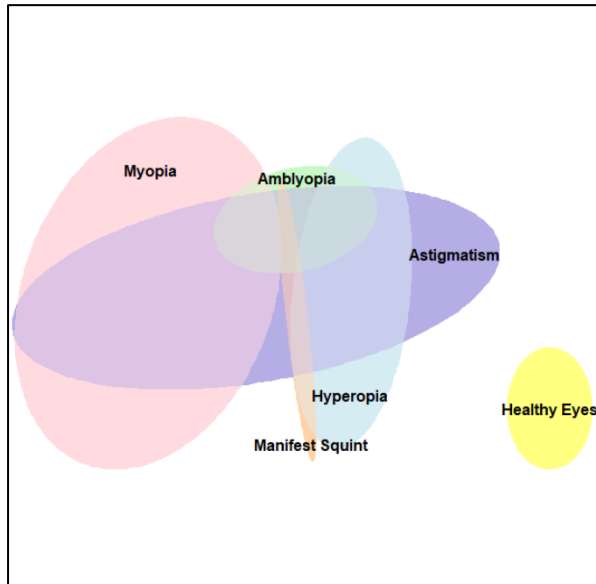 Myopia
Amblyopia
Astigmatism
Hyperopia
Healthy Eyes
Manifest Squint